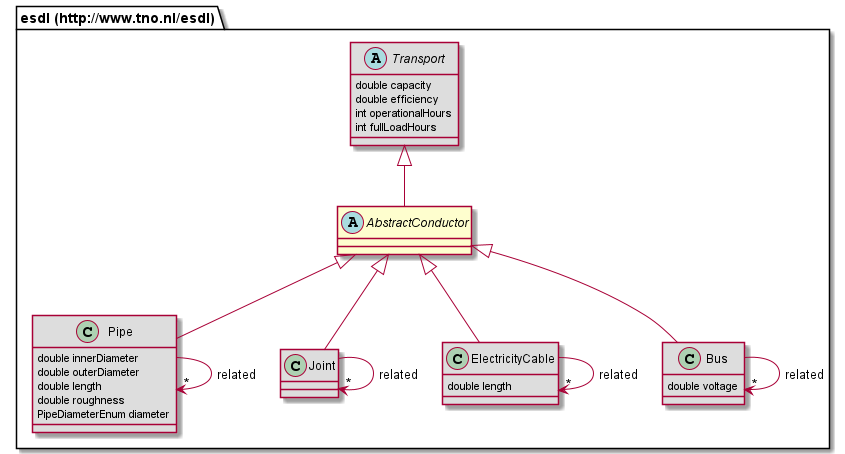 esdl (http://www.tno.nl/esdl)
A Transport
double capacity
double efficiency
int operationalHours
int fullLoadHours
A AbstractConductor
C Pipe
double innerDiameter
double outerDiameter
double length
double roughness
PipeDiameterEnum diameter
* related
C Joint
* related
C ElectricityCable
double length
* related
C Bus
double voltage
* related